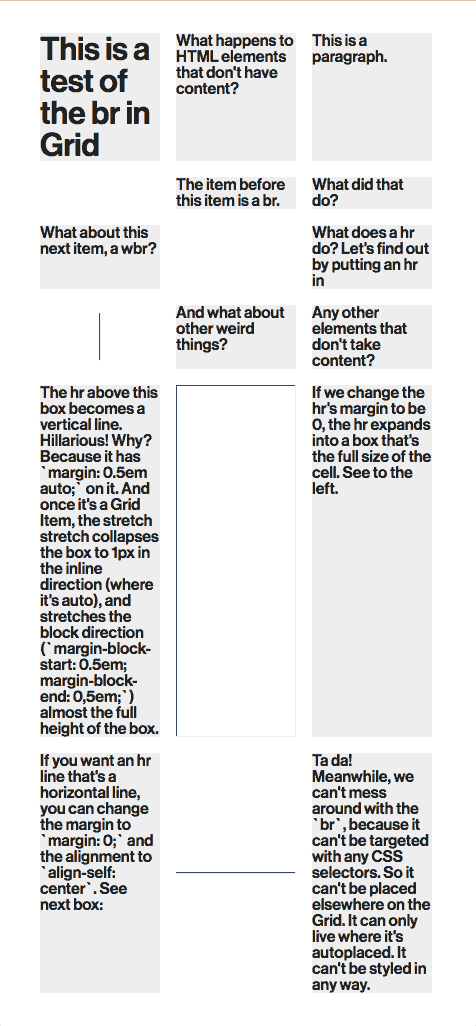 This is a
test of
the br in
Grid
What happens to
HTML elements
that don't have
content?
This is a
paragraph.
The item before
this item is a br.
What did that
do?
What about this
next item, a wbr?
What does a hr
do? Let's find out
by putting an hr
in
And what about
other weird
things?
Any other
elements that
don't take
content?
The hr above this
box becomes a
vertical line.
Hillarious! Why?
Because it has
`margin: 0.5em
auto;` on it. And
once it's a Grid
Item, the stretch
stretch collapses
the box to 1px in
the inline
direction (where
it's auto), and
stretches the
block direction
(`margin-block-
start: 0.5em;
margin-block-
end: 0,5em;`)
almost the full
height of the box.
If we change the
hr's margin to be
0, the hr expands
into a box that's
the full size of the
cell. See to the
left.
If you want an hr
line that's a
horizontal line,
you can change
the margin to
`margin: 0;` and
the alignment to
`align-self:
center`. See
next box:
Ta da!
Meanwhile, we
can't mess
around with the
`br`, because it
can't be targeted
with any CSS
selectors. So it
can't be placed
elsewhere on the
Grid. It can only
live where it's
autoplaced. It
can't be styled in
any way.